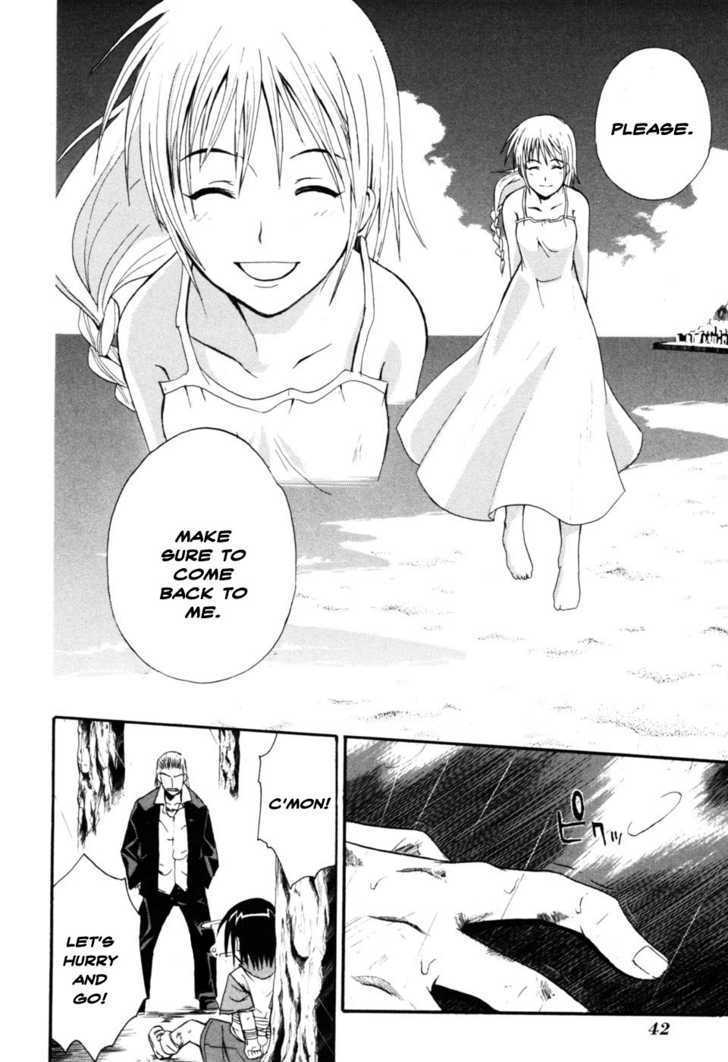 PLEASE.
MAKE
SURE TO
COME
BACK TO
ME.
ピクッ
C'MON!
LET'S
HURRY
AND
GO!
42